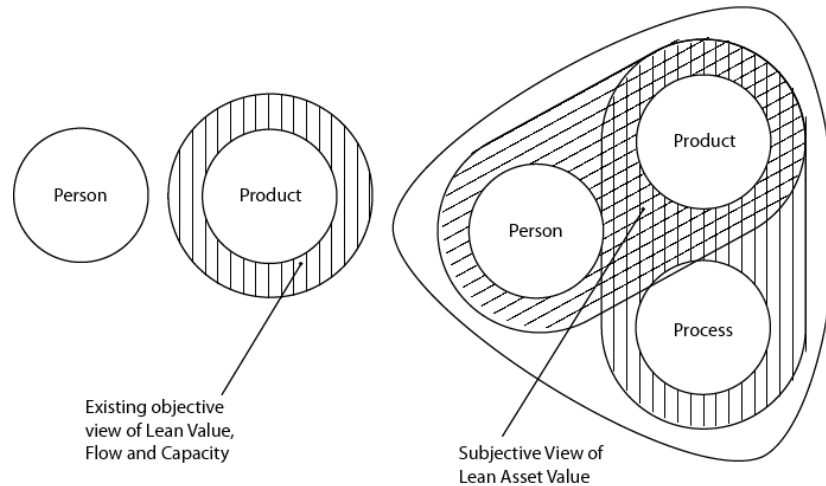 Person
Product
Existing objective
view of Lean Value,
Flow and Capacity
Product
Person
Process
Subjective View of
Lean Asset Value